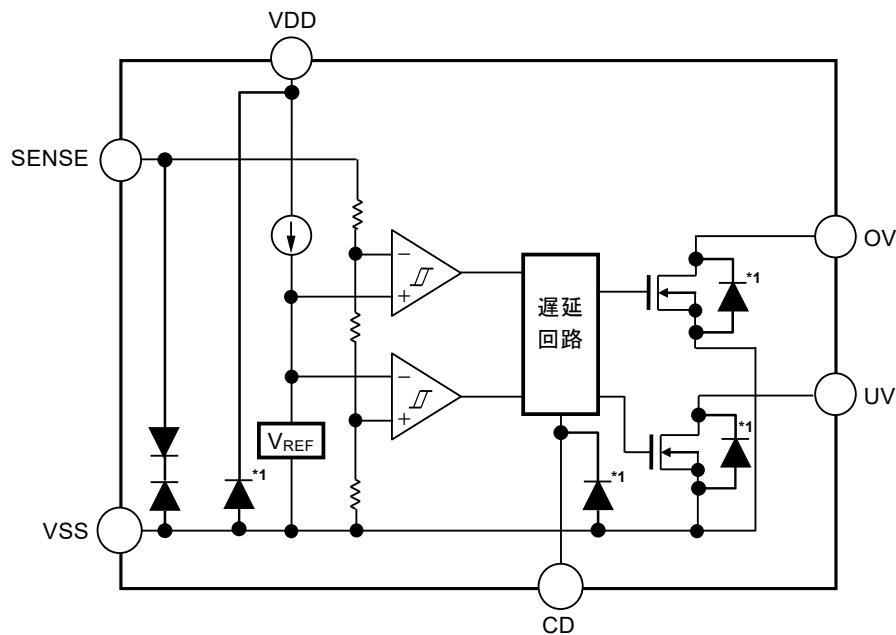 VDD
SENSE
OV
*1
遅延
回路
UV
*1
VREF
*1
*1
VSS
CD